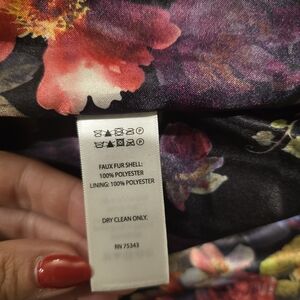 FAUX FUR SHELL:
100% POLYESTER
LINING: 100% POLYESTER
DRY CLEAN ONLY.
RN 75343